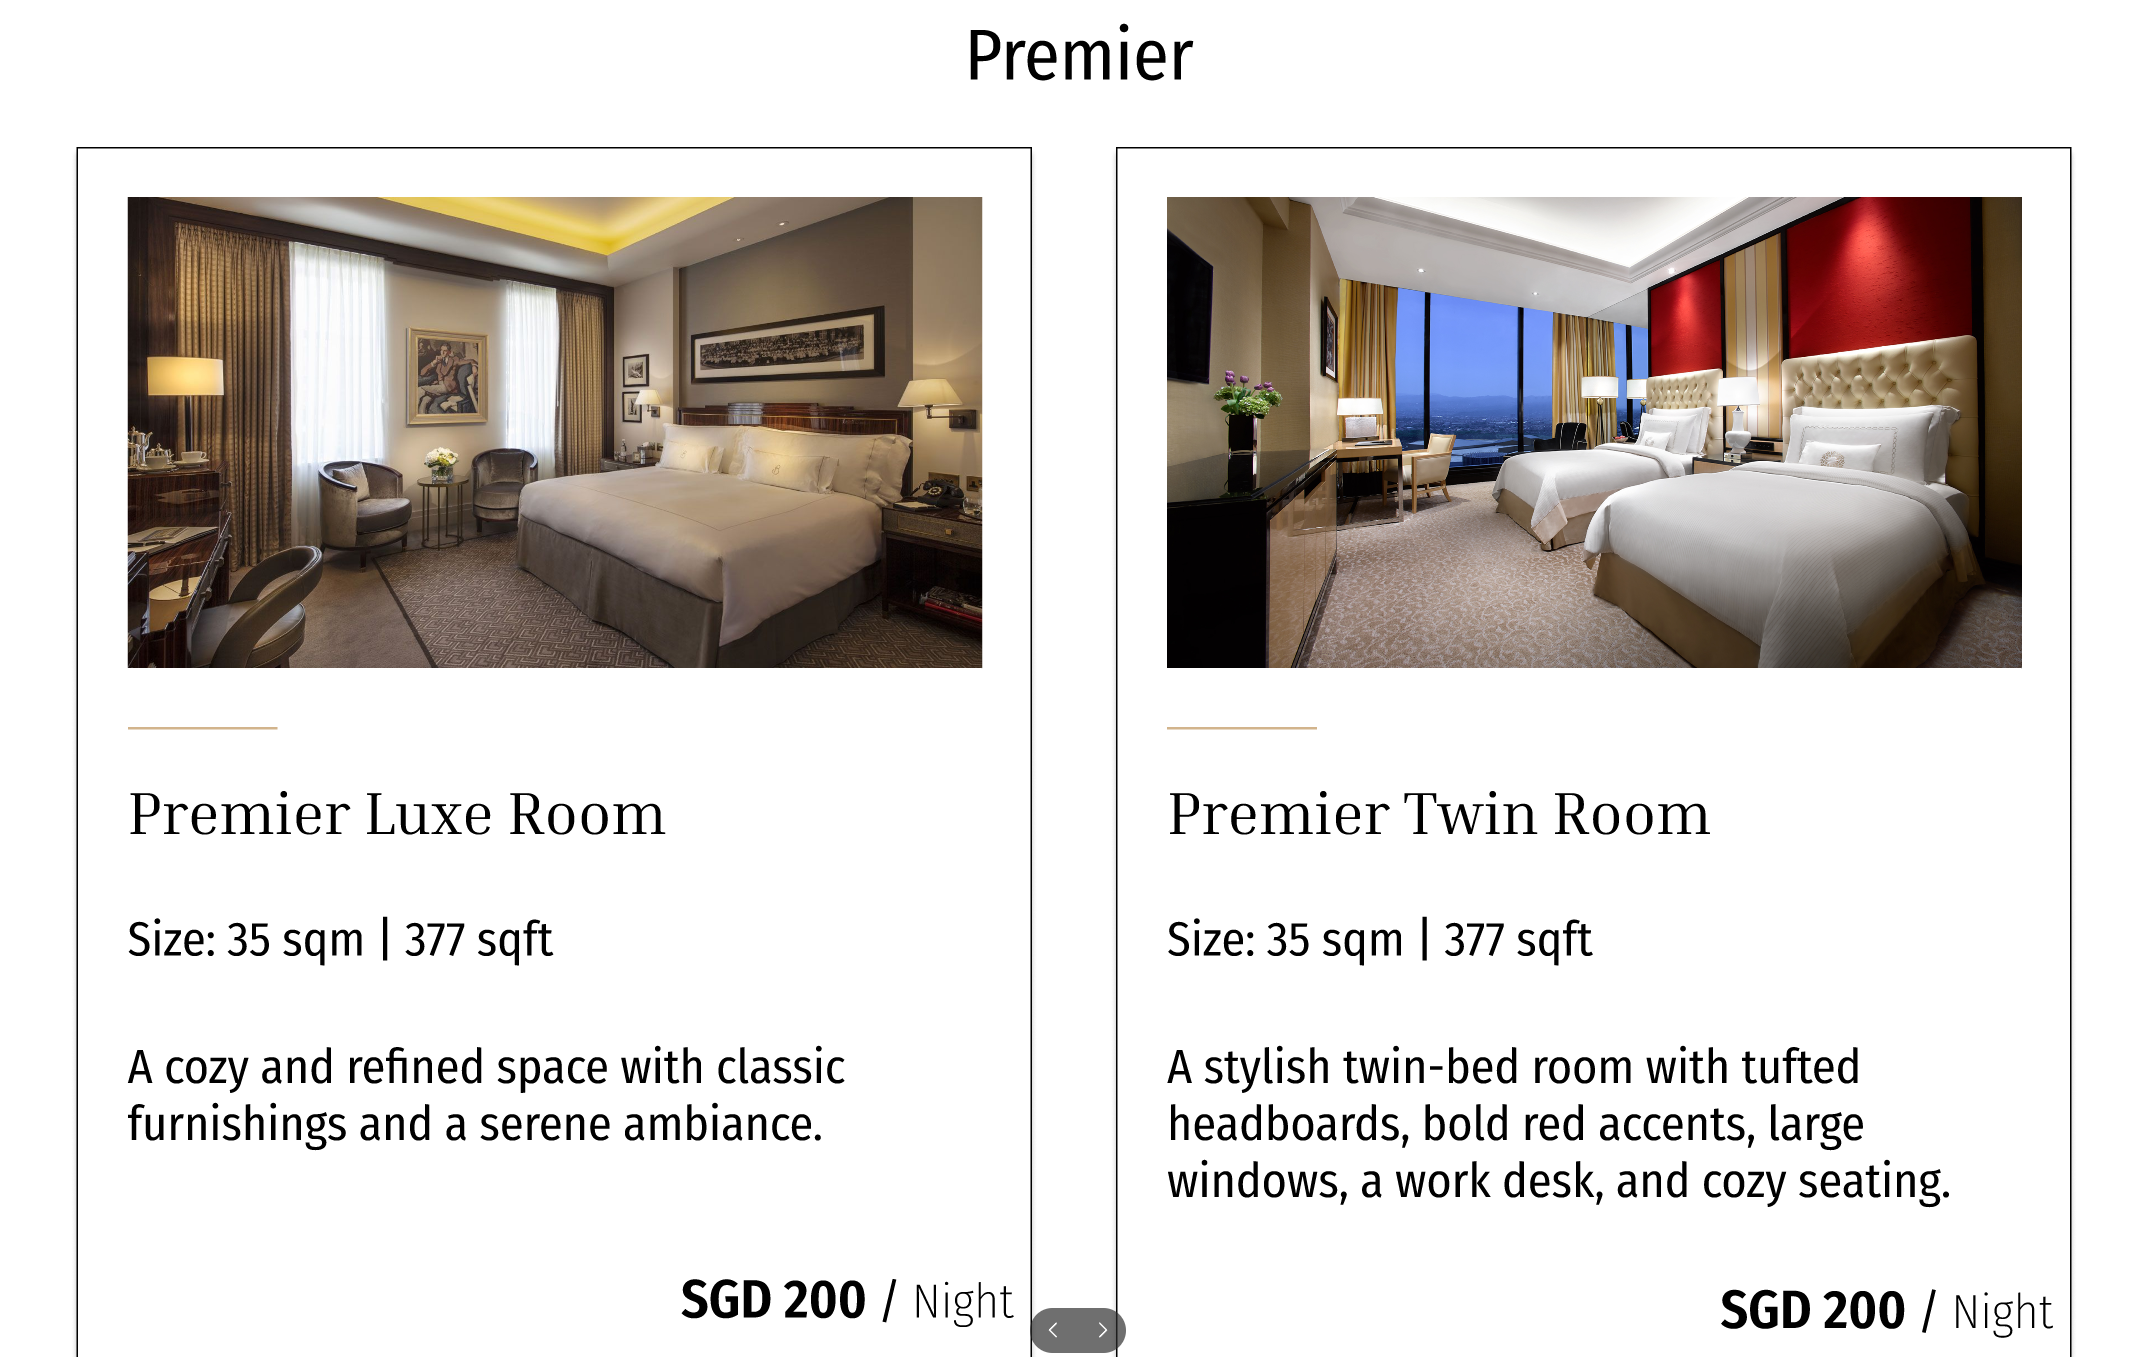 Premier
Premier Luxe Room
Size: 35 sqm | 377 sqft
A cozy and refined space with classic
furnishings and a serene ambiance.
SGD 200 / Night
Premier Twin Room
Size: 35 sqm | 377 sqft
A stylish twin-bed room with tufted
headboards, bold red accents, large
windows, a work desk, and cozy seating.
SGD 200 / Night